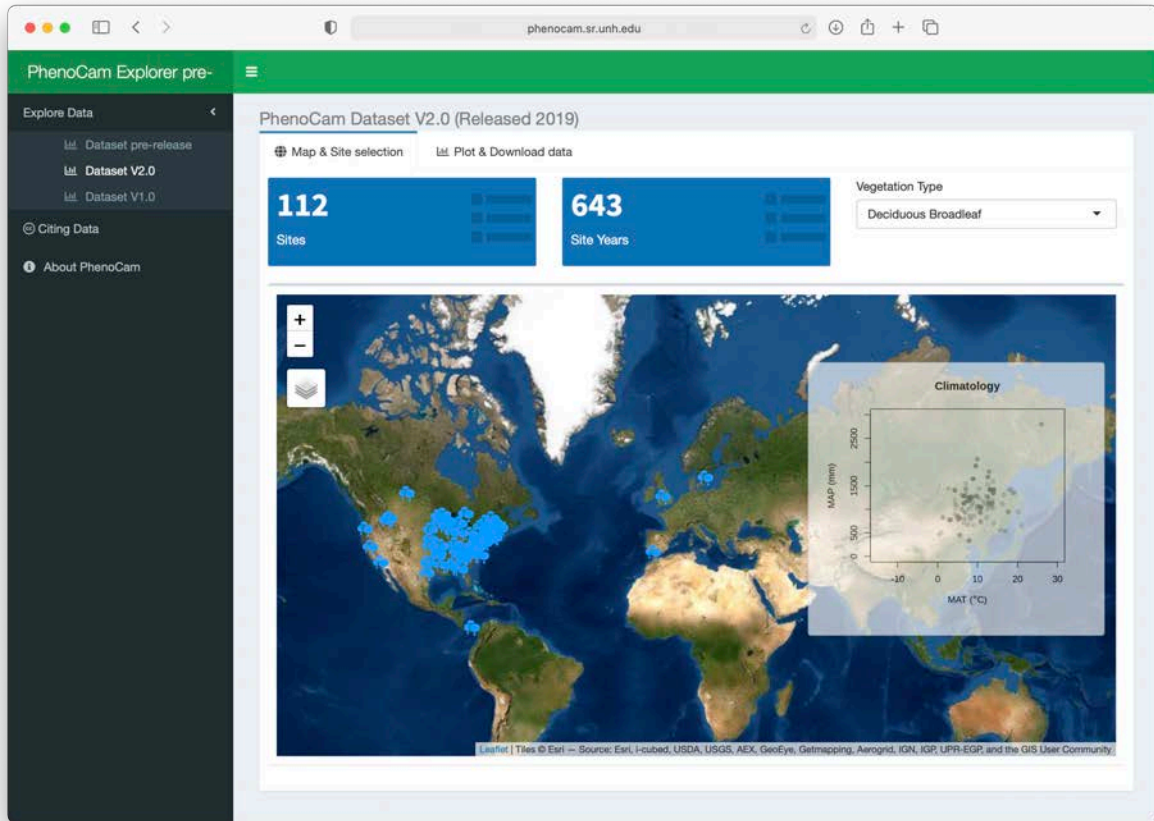 phenocam.sr.unh.edu
PhenoCam Explorer pre-
Explore Data
Dataset pre-release
Dataset V2.0
Dataset V1.0
Citing Data
About PhenoCam
PhenoCam Dataset V2.0 (Released 2019)
Map & Site selection
Plot & Download data
112
Sites
643
Site Years
Vegetation Type
Deciduous Broadleaf
+
−
Climatology
MAP (mm)
2500
1500
500
0
-10 0 10 20 30
MAT (°C)
Leaflet | Tiles © Esri — Source: Esri, i-cubed, USDA, USGS, AEX, GeoEye, Getmapping, Aerogrid, IGN, IGP, UPR-EGP, and the GIS User Community